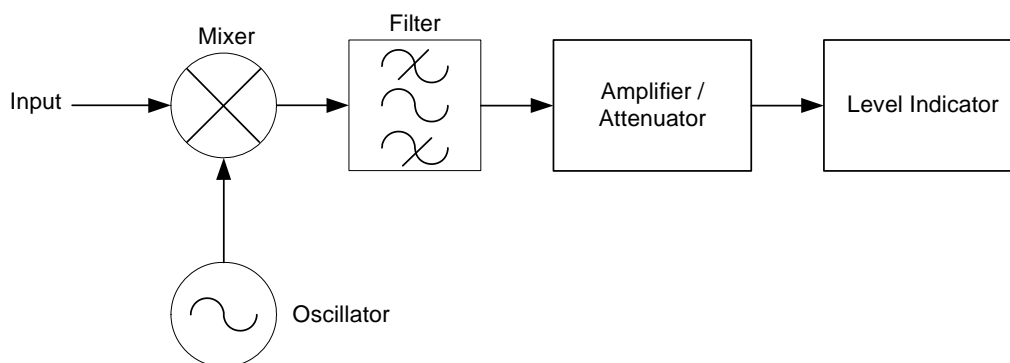 Mixer
Filter
Input
Amplifier /
Attenuator
Level Indicator
Oscillator